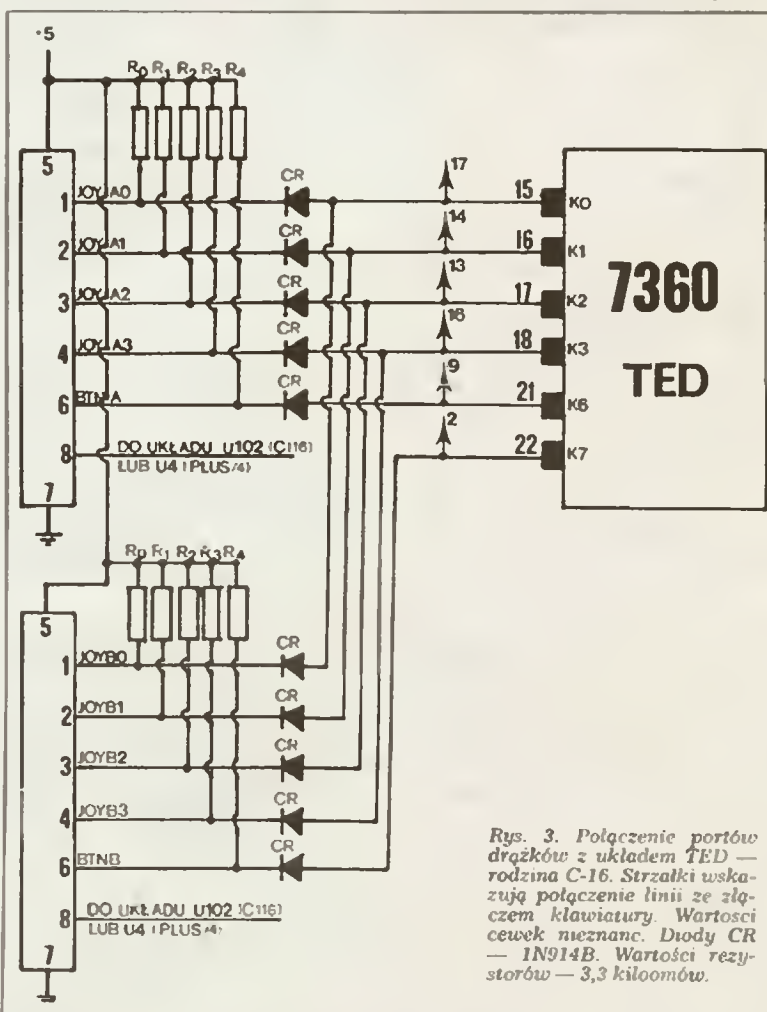 ·5
R0 R1 R2 R3 R4
5
1 JOYA0 CR 17 15 K0
2 JOYA1 CR 14 16 K1
3 JOYA2 CR 13 17 K2
4 JOYA3 CR 16 18 K3
6 BTNA CR 9 21 K6
8 DO UKŁADU U102 (C116)
LUB U4 (PLUS/4)
2 22 K7
7
7360
TED
R0 R1 R2 R3 R4
5
1 JOYB0 CR
2 JOYB1 CR
3 JOYB2 CR
4 JOYB3 CR
6 BTNB CR
8 DO UKŁADU U102 (C116)
LUB U4 (PLUS/4)
7
Rys. 3. Połączenie portów
drążków z układem TED —
rodzina C-16. Strzałki wska-
zują połączenie linii ze złą-
czem klawiatury. Wartosci
cewek nieznane. Diody CR
— 1N914B. Wartości rezy-
storów — 3,3 kiloomów.